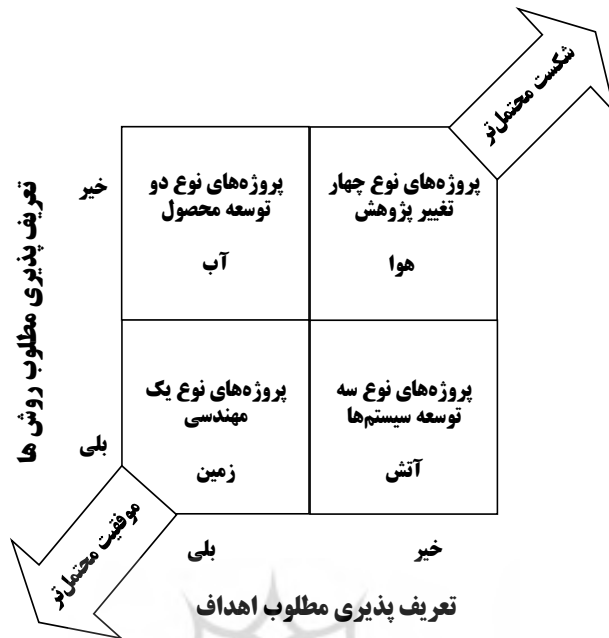 شکست محتمل‌تر
تعریف پذیری مطلوب روش ها
خیر
پروژه‌های نوع چهار
تغییر پژوهش
هوا
پروژه‌های نوع دو
توسعه محصول
آب
بلی
پروژه‌های نوع سه
توسعه سیستم‌ها
آتش
پروژه‌های نوع یک
مهندسی
زمین
موفقیت محتمل‌تر
خیر
بلی
تعریف پذیری مطلوب اهداف